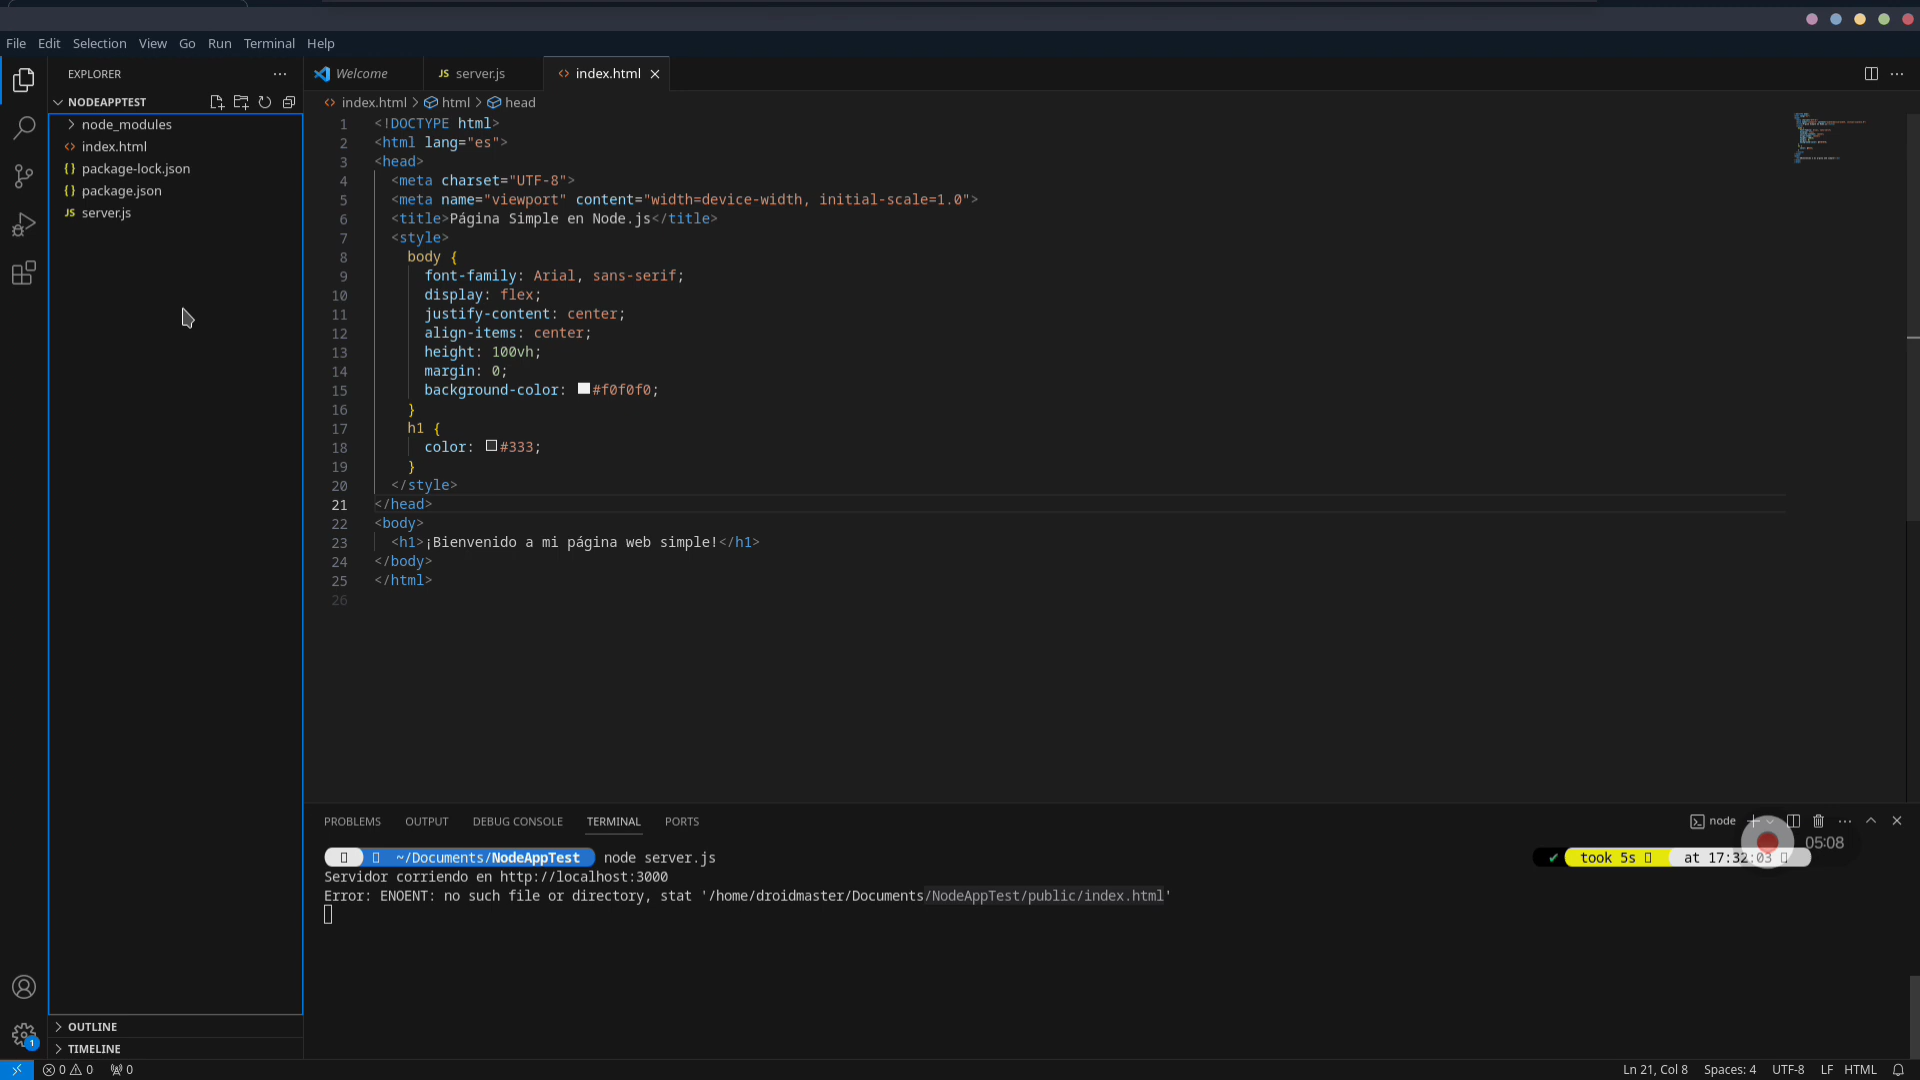 File Edit Selection View Go Run Terminal Help
EXPLORER
NODEAPPTEST
node_modules
index.html
package-lock.json
package.json
JS server.js
OUTLINE
TIMELINE
Welcome
JS server.js
index.html
index.html > html > head
1 <!DOCTYPE html>
2 <html lang="es">
3 <head>
4 <meta charset="UTF-8">
5 <meta name="viewport" content="width=device-width, initial-scale=1.0">
6 <title>Página Simple en Node.js</title>
7 <style>
8 body {
9 font-family: Arial, sans-serif;
10 display: flex;
11 justify-content: center;
12 align-items: center;
13 height: 100vh;
14 margin: 0;
15 background-color: #f0f0f0;
16 }
17 h1 {
18 color: #333;
19 }
20 </style>
21 </head>
22 <body>
23 <h1>¡Bienvenido a mi página web simple!</h1>
24 </body>
25 </html>
26
PROBLEMS OUTPUT DEBUG CONSOLE TERMINAL PORTS
node
05:08
~/Documents/NodeAppTest node server.js
✔ took 5s at 17:32:03
Servidor corriendo en http://localhost:3000
Error: ENOENT: no such file or directory, stat '/home/droidmaster/Documents/NodeAppTest/public/index.html'
1
0 0 0
Ln 21, Col 8 Spaces: 4 UTF-8 LF HTML